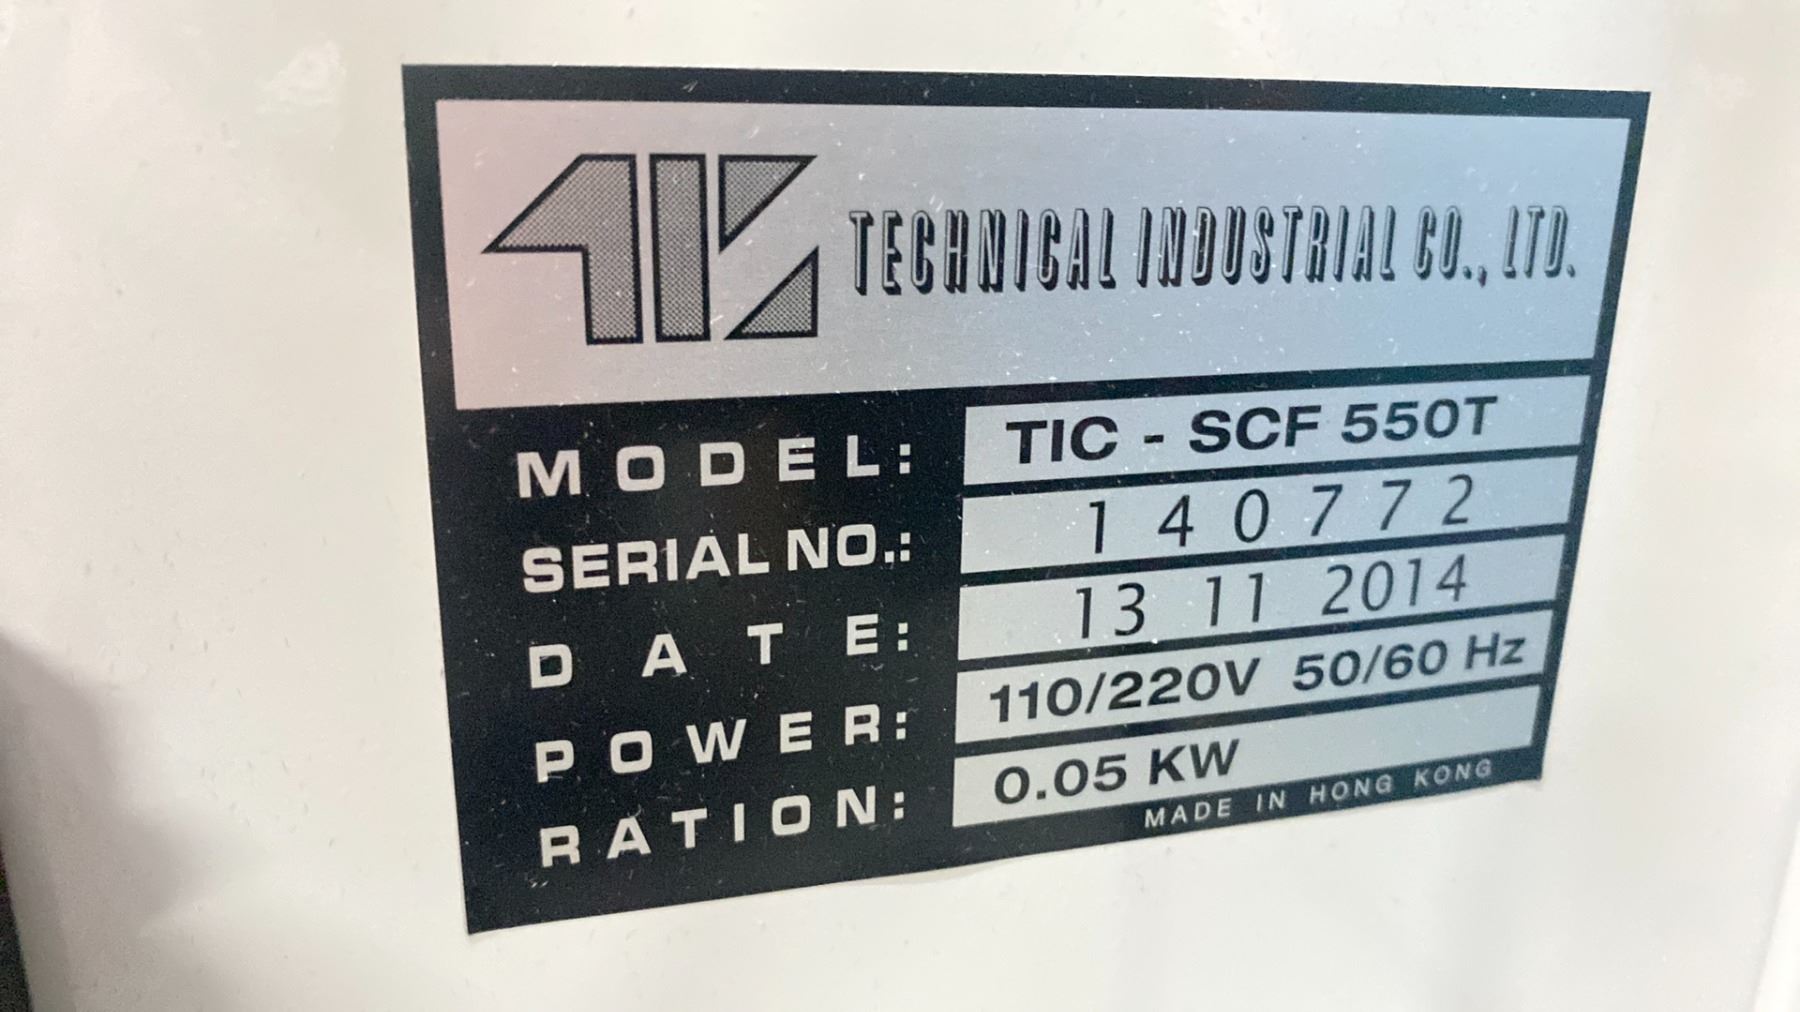 TIC TECHNICAL INDUSTRIAL CO., LTD.
MODEL: TIC - SCF 550T
SERIAL NO.: 140772
DATE: 13 11 2014
POWER: 110/220V 50/60 Hz
RATION: 0.05 KW
MADE IN HONG KONG